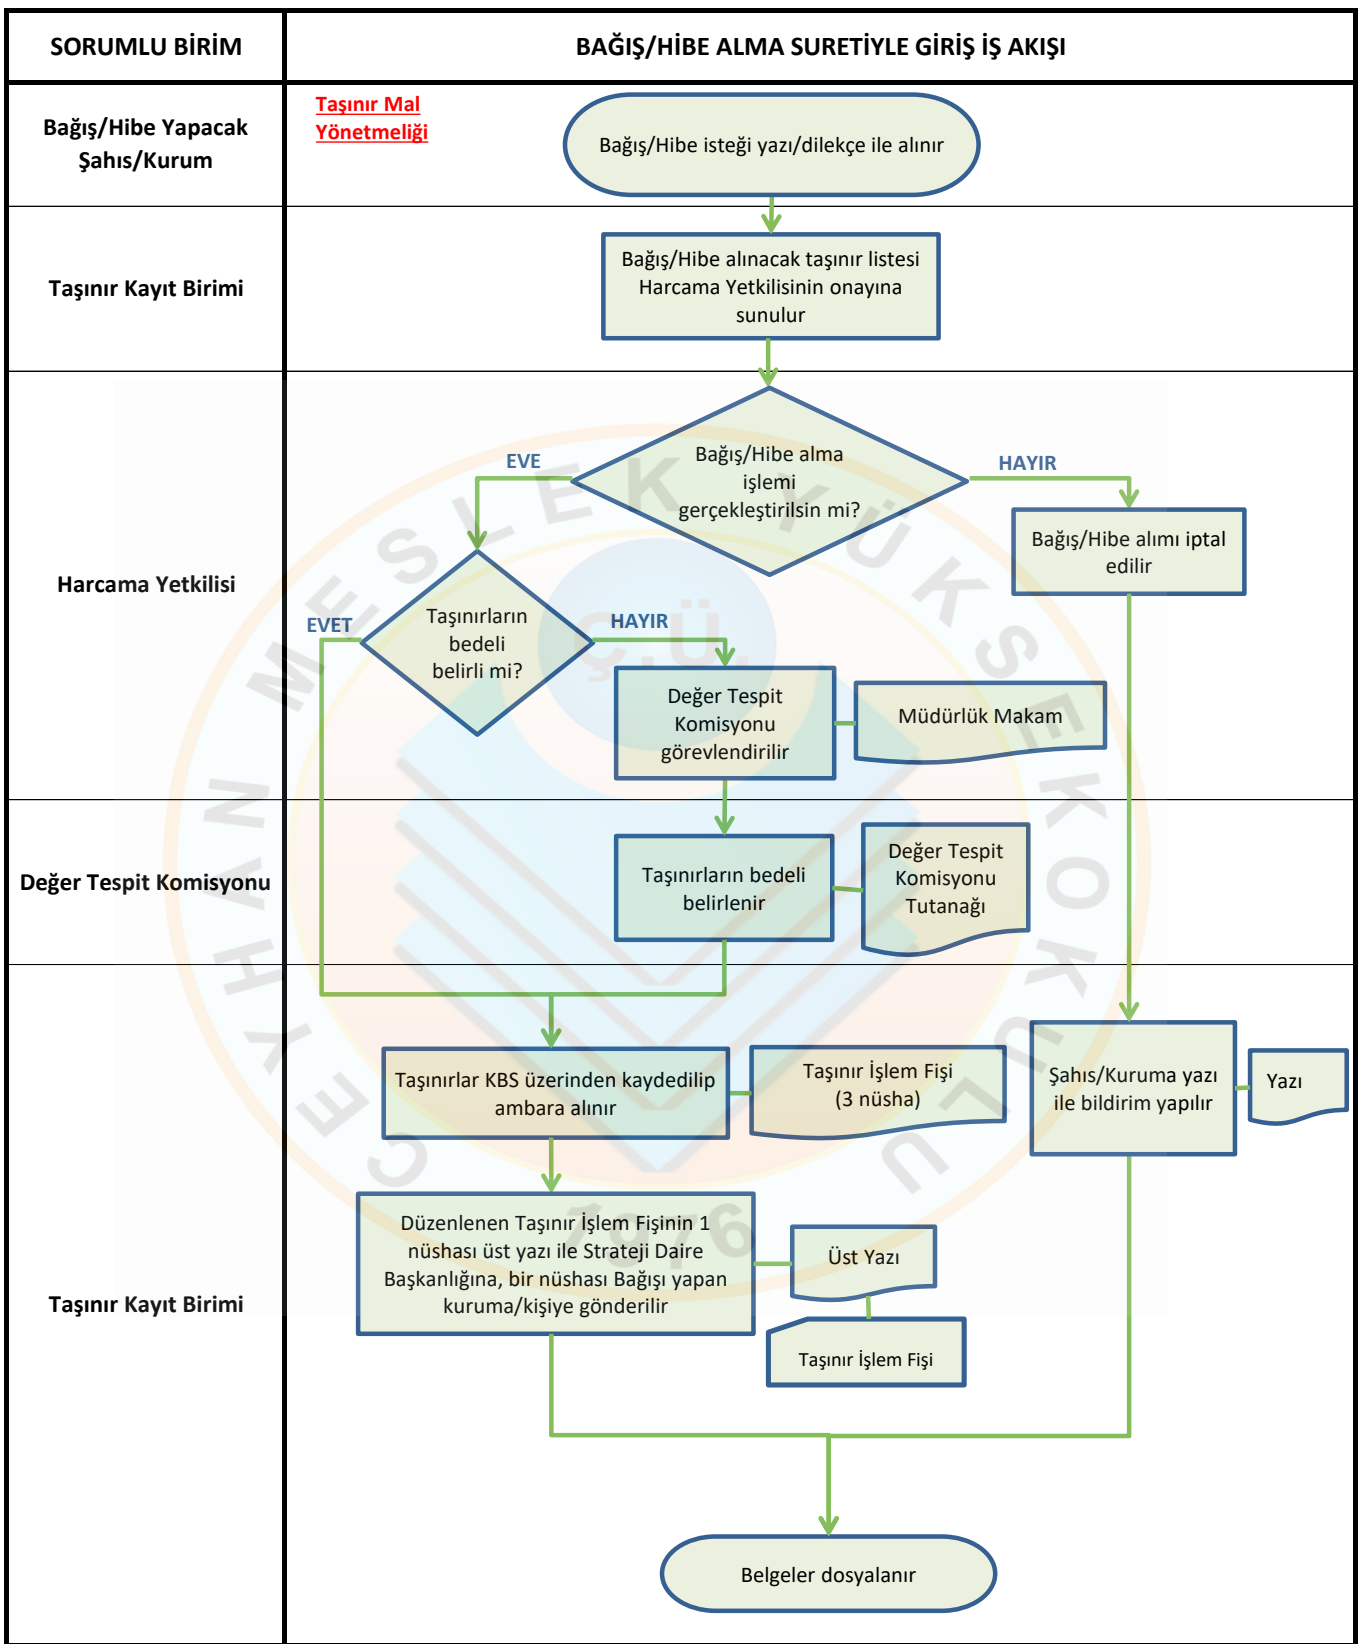 SORUMLU BİRİM
BAĞIŞ/HİBE ALMA SURETİYLE GİRİŞ İŞ AKIŞI
Bağış/Hibe Yapacak
Şahıs/Kurum
Taşınır Mal
Yönetmeliği
Bağış/Hibe isteği yazı/dilekçe ile alınır
Taşınır Kayıt Birimi
Bağış/Hibe alınacak taşınır listesi
Harcama Yetkilisinin onayına
sunulur
Harcama Yetkilisi
Bağış/Hibe alma
işlemi
gerçekleştirilsin mi?
EVE
HAYIR
Bağış/Hibe alımı iptal
edilir
Taşınırların
bedeli
belirli mi?
EVET
HAYIR
Değer Tespit
Komisyonu
görevlendirilir
Müdürlük Makam
Değer Tespit Komisyonu
Taşınırların bedeli
belirlenir
Değer Tespit
Komisyonu
Tutanağı
Taşınır Kayıt Birimi
Taşınırlar KBS üzerinden kaydedilip
ambara alınır
Taşınır İşlem Fişi
(3 nüsha)
Şahıs/Kuruma yazı
ile bildirim yapılır
Yazı
Düzenlenen Taşınır İşlem Fişinin 1
nüshası üst yazı ile Strateji Daire
Başkanlığına, bir nüshası Bağışı yapan
kuruma/kişiye gönderilir
Üst Yazı
Taşınır İşlem Fişi
Belgeler dosyalanır
CEYHAN MESLEK YÜKSEKOKULU
Ç.Ü.
1976